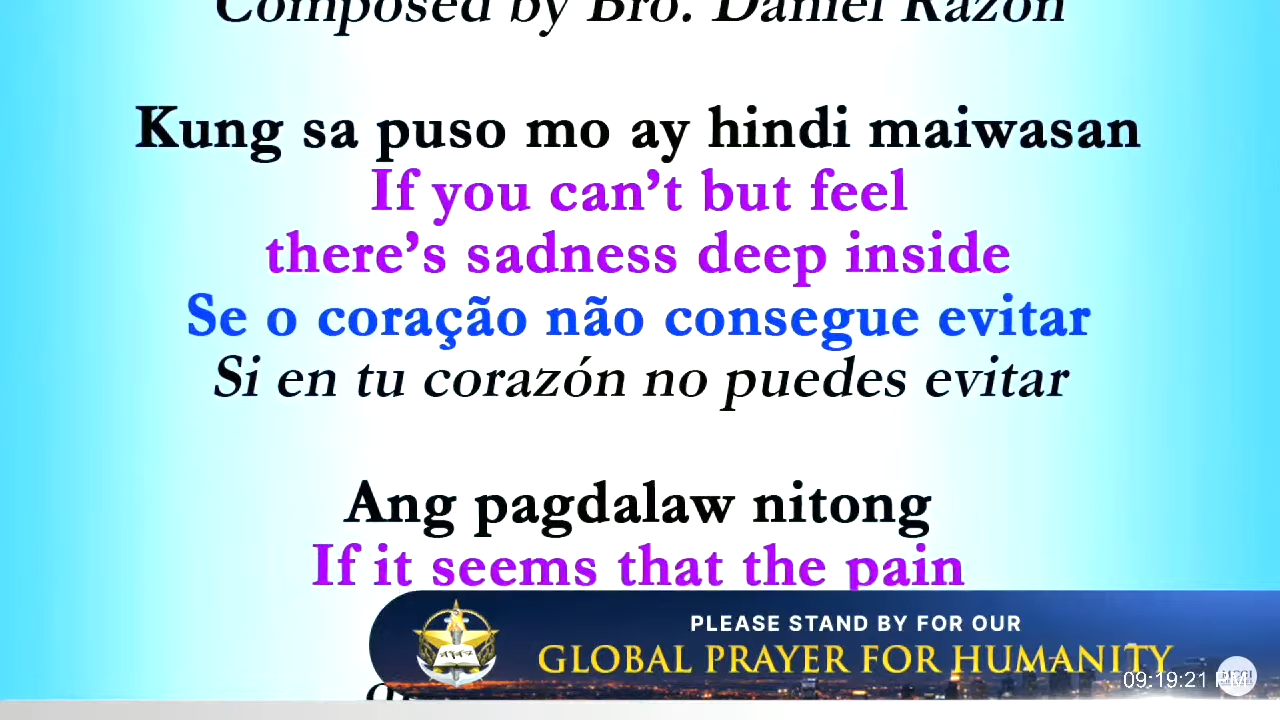 Composed by Bro. Daniel Razon
Kung sa puso mo ay hindi maiwasan
If you can't but feel
there's sadness deep inside
Se o coração não consegue evitar
Si en tu corazón no puedes evitar
Ang pagdalaw nitong
If it seems that the pain
PLEASE STAND BY FOR OUR
GLOBAL PRAYER FOR HUMANITY
09:19:21 PM